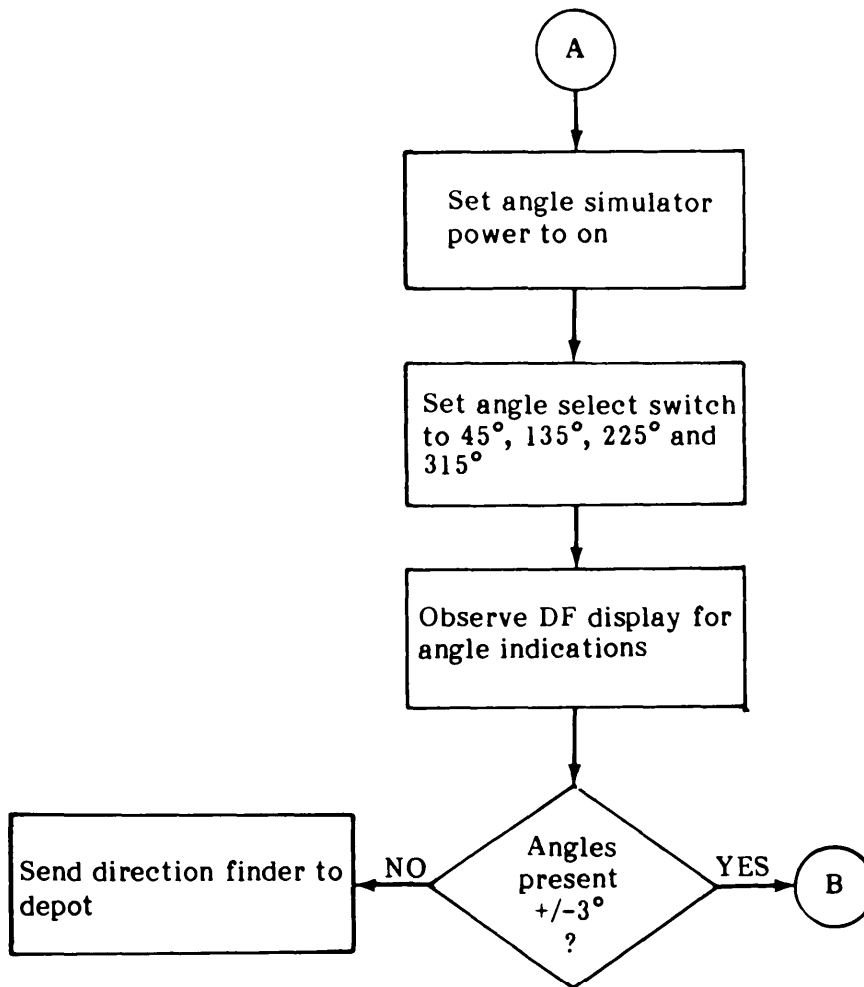 A
Set angle simulator
power to on
Set angle select switch
to 45°, 135°, 225° and
315°
Observe DF display for
angle indications
Angles
present
+/-3°
?
NO
YES
Send direction finder to
depot
B